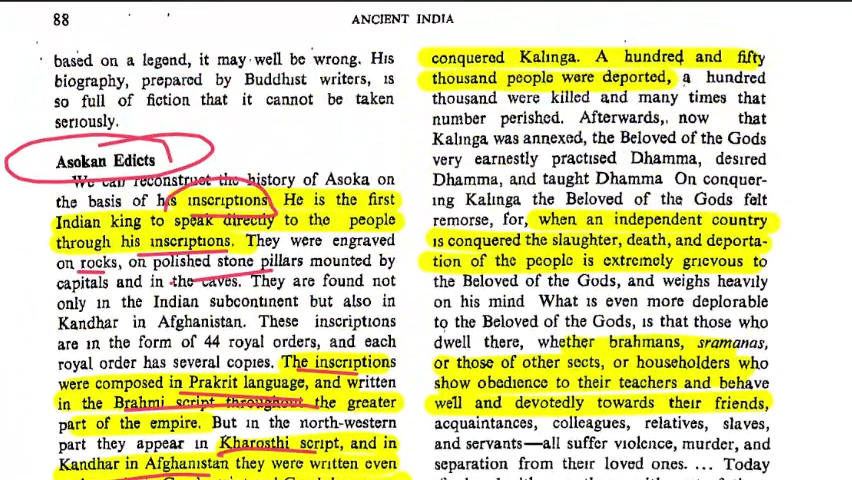 88
ANCIENT INDIA
based on a legend, it may well be wrong. His
biography, prepared by Buddhist writers, is
so full of fiction that it cannot be taken
seriously.
Asokan Edicts
We can reconstruct the history of Asoka on
the basis of his inscriptions. He is the first
Indian king to speak directly to the people
through his inscriptions. They were engraved
on rocks, on polished stone pillars mounted by
capitals and in the caves. They are found not
only in the Indian subcontinent but also in
Kandhar in Afghanistan. These inscriptions
are in the form of 44 royal orders, and each
royal order has several copies. The inscriptions
were composed in Prakrit language, and written
in the Brahmi script throughout the greater
part of the empire. But in the north-western
part they appear in Kharosthi script, and in
Kandhar in Afghanistan they were written even
conquered Kalinga. A hundred and fifty
thousand people were deported, a hundred
thousand were killed and many times that
number perished. Afterwards, now that
Kalinga was annexed, the Beloved of the Gods
very earnestly practised Dhamma, desired
Dhamma, and taught Dhamma On conquer-
ing Kalinga the Beloved of the Gods felt
remorse, for, when an independent country
is conquered the slaughter, death, and deporta-
tion of the people is extremely grievous to
the Beloved of the Gods, and weighs heavily
on his mind What is even more deplorable
to the Beloved of the Gods, is that those who
dwell there, whether brahmans, sramanas,
or those of other sects, or householders who
show obedience to their teachers and behave
well and devotedly towards their friends,
acquaintances, colleagues, relatives, slaves,
and servants—all suffer violence, murder, and
separation from their loved ones. ... Today